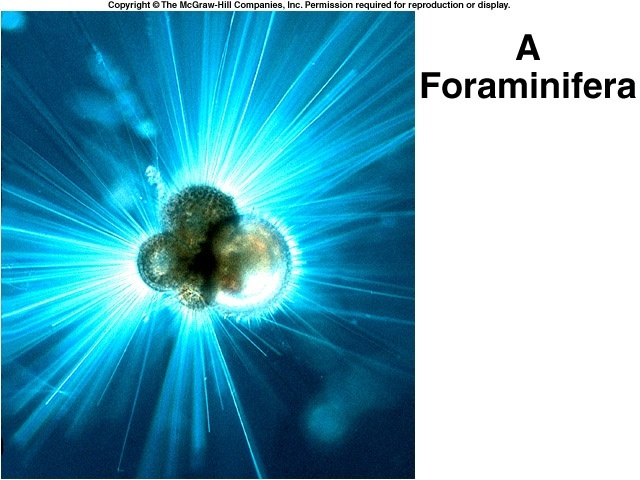 Copyright © The McGraw-Hill Companies, Inc. Permission required for reproduction or display.
A
Foraminifera